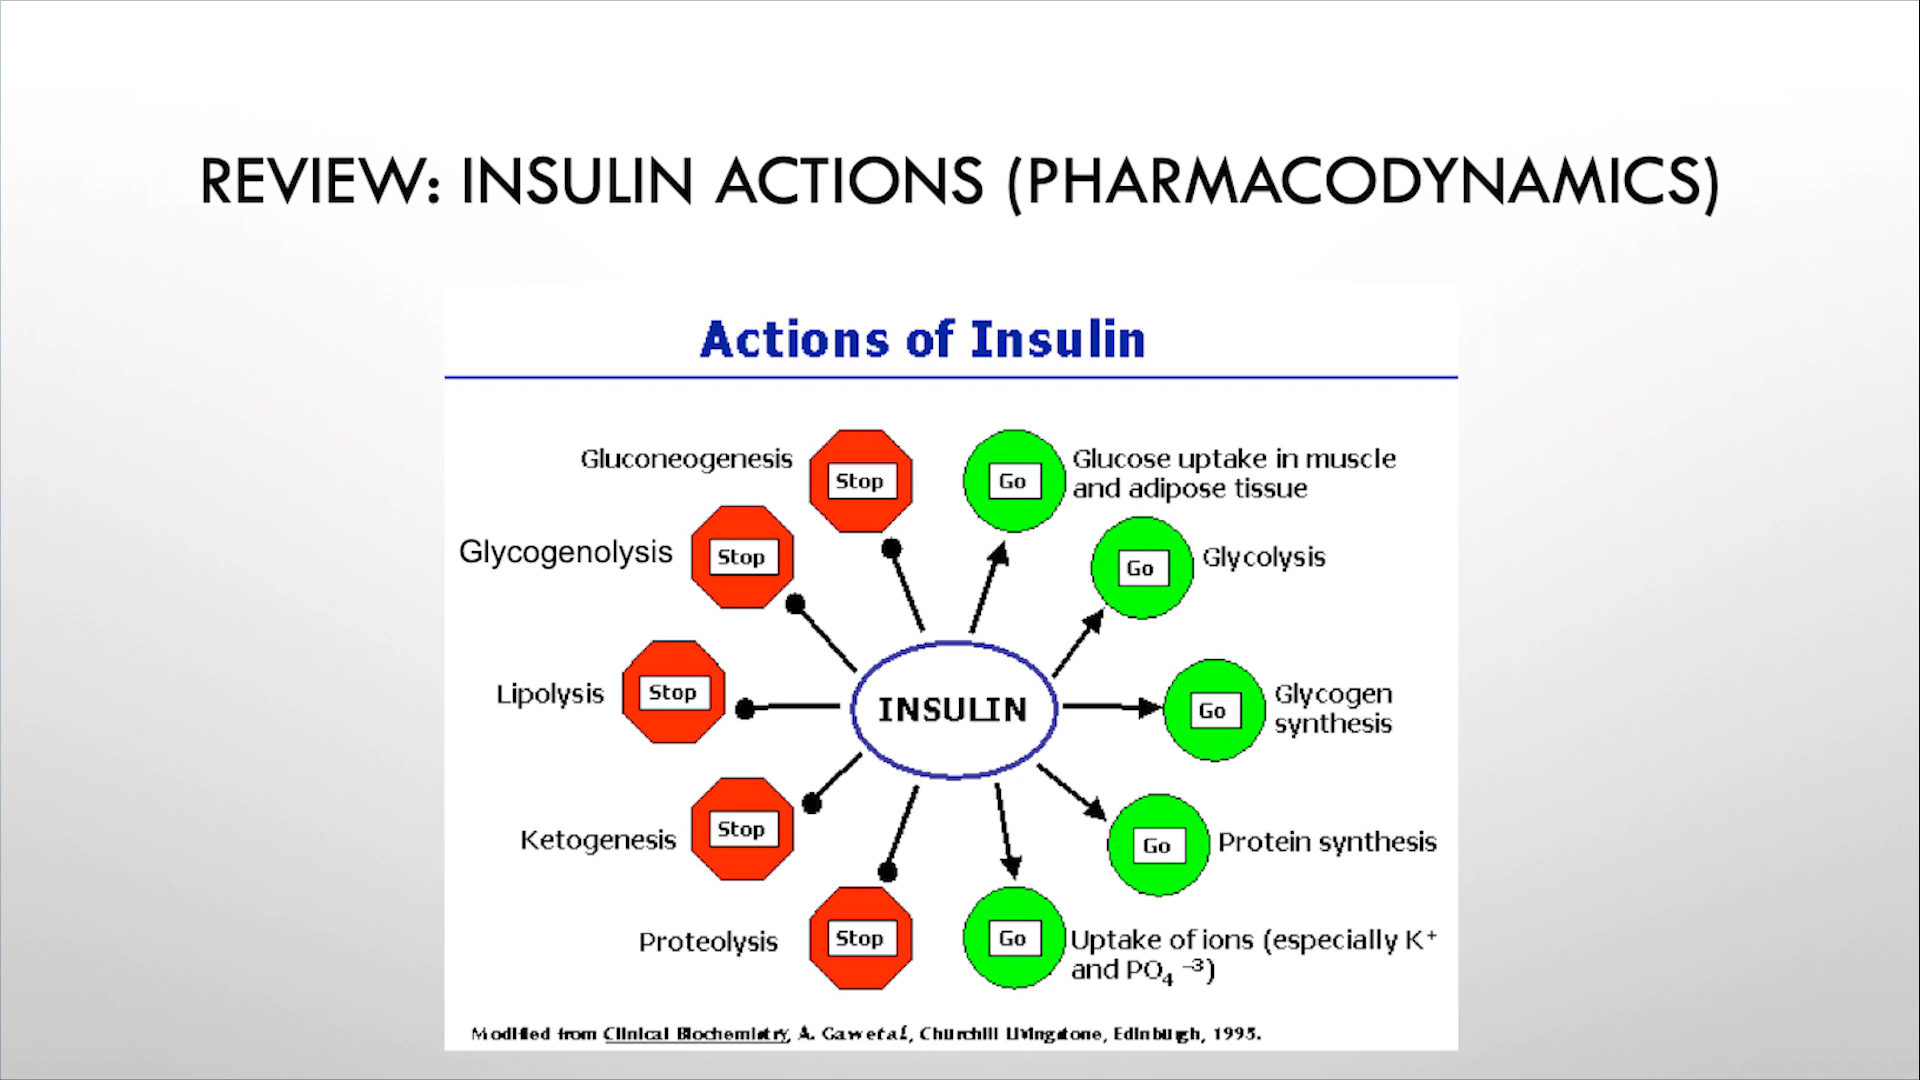 REVIEW: INSULIN ACTIONS (PHARMACODYNAMICS)
Actions of Insulin
Gluconeogenesis
Stop
Go
Glucose uptake in muscle
and adipose tissue
Glycogenolysis
Stop
Go
Glycolysis
Lipolysis
Stop
INSULIN
Go
Glycogen
synthesis
Ketogenesis
Stop
Go
Protein synthesis
Proteolysis
Stop
Go
Uptake of ions (especially K⁺
and PO₄ ⁻³)
Modified from Clinical Biochemistry, A. Gaw et al, Churchill Livingstone, Edinburgh, 1995.